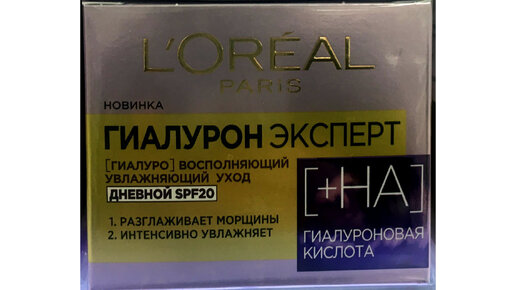 L'ORÉAL
PARIS
НОВИНКА
ГИАЛУРОН ЭКСПЕРТ
[ГИАЛУРО] ВОСПОЛНЯЮЩИЙ
УВЛАЖНЯЮЩИЙ УХОД
ДНЕВНОЙ SPF20
1. РАЗГЛАЖИВАЕТ МОРЩИНЫ
2. ИНТЕНСИВНО УВЛАЖНЯЕТ
[+HA]
ГИАЛУРОНОВАЯ
КИСЛОТА